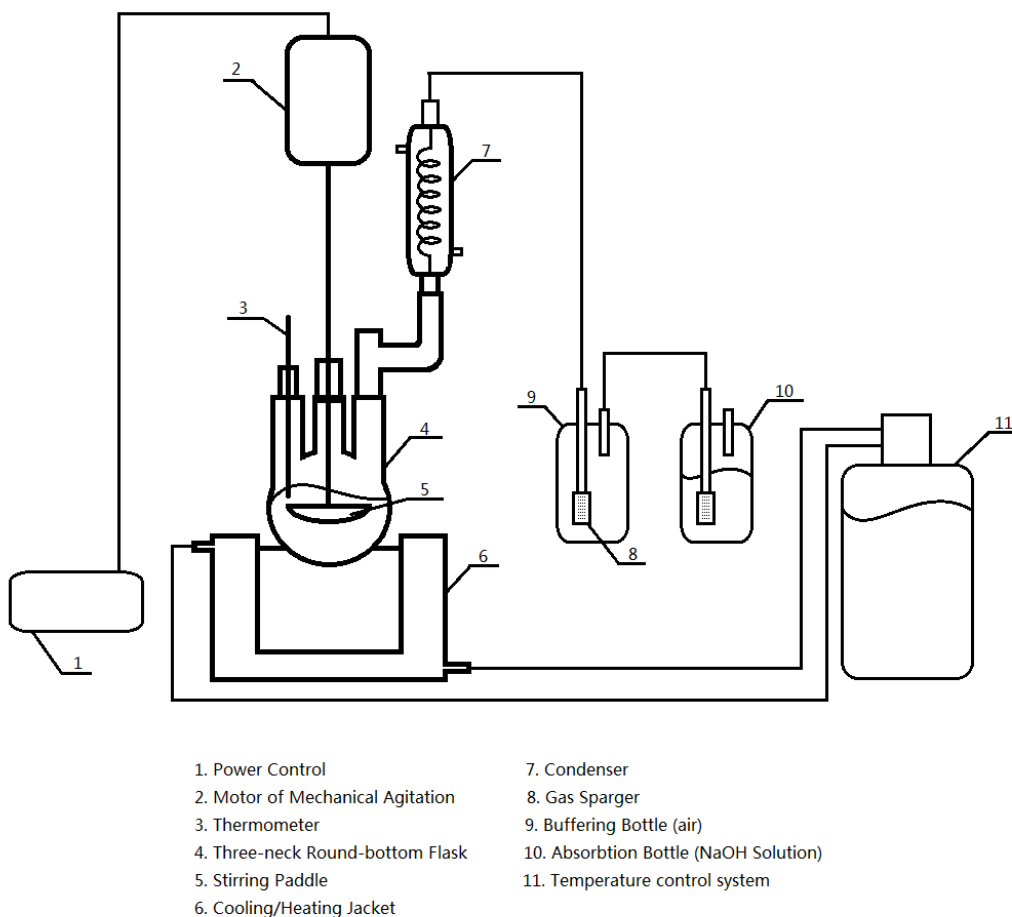 2
7
3
9
10
4
11
5
8
6
1
1. Power Control
2. Motor of Mechanical Agitation
3. Thermometer
4. Three-neck Round-bottom Flask
5. Stirring Paddle
6. Cooling/Heating Jacket
7. Condenser
8. Gas Sparger
9. Buffering Bottle (air)
10. Absorbtion Bottle (NaOH Solution)
11. Temperature control system